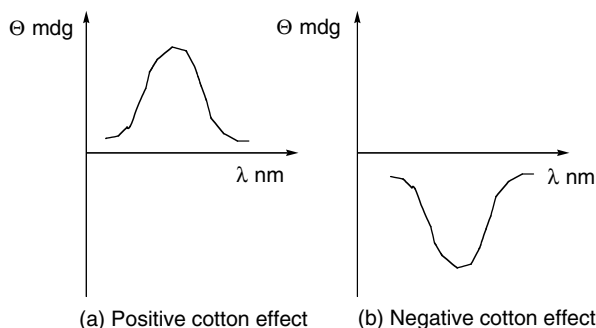 Θ mdg
λ nm
(a) Positive cotton effect
Θ mdg
λ nm
(b) Negative cotton effect